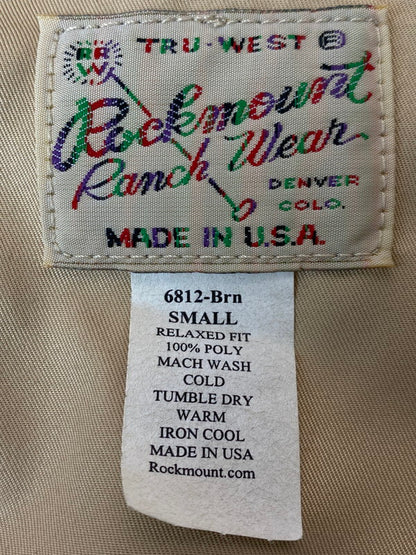 RR
W
TRU-WEST ®
Rockmount
Ranch Wear
DENVER
COLO.
MADE IN U.S.A.
6812-Brn
SMALL
RELAXED FIT
100% POLY
MACH WASH
COLD
TUMBLE DRY
WARM
IRON COOL
MADE IN USA
Rockmount.com